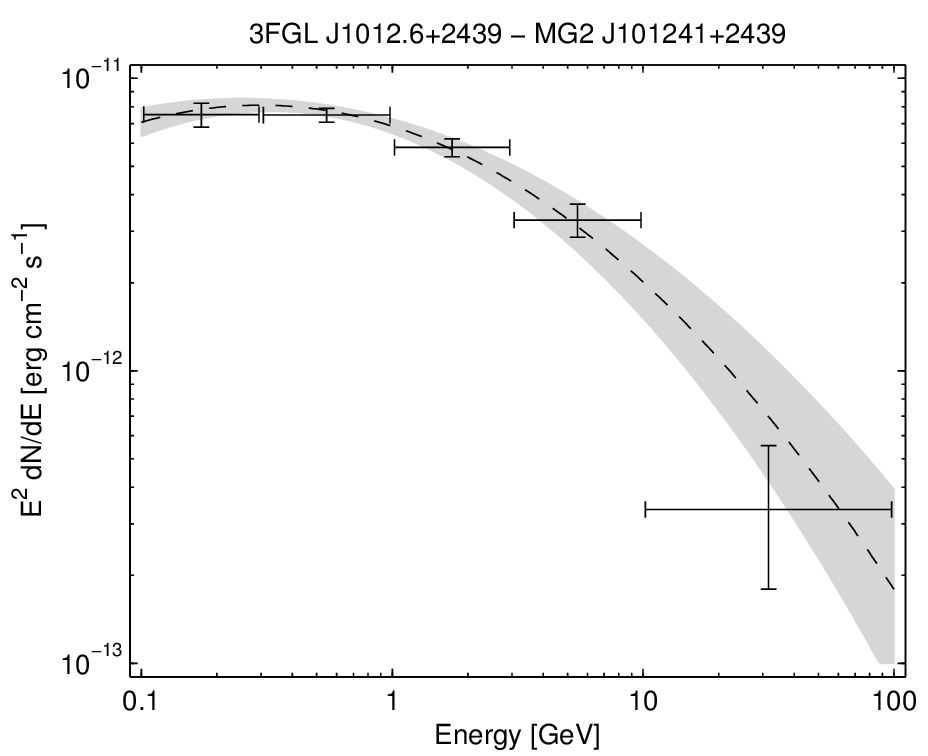 3FGL J1012.6+2439 − MG2 J101241+2439
10⁻¹¹
10⁻¹²
10⁻¹³
E² dN/dE [erg cm⁻² s⁻¹]
0.1 1 10 100
Energy [GeV]